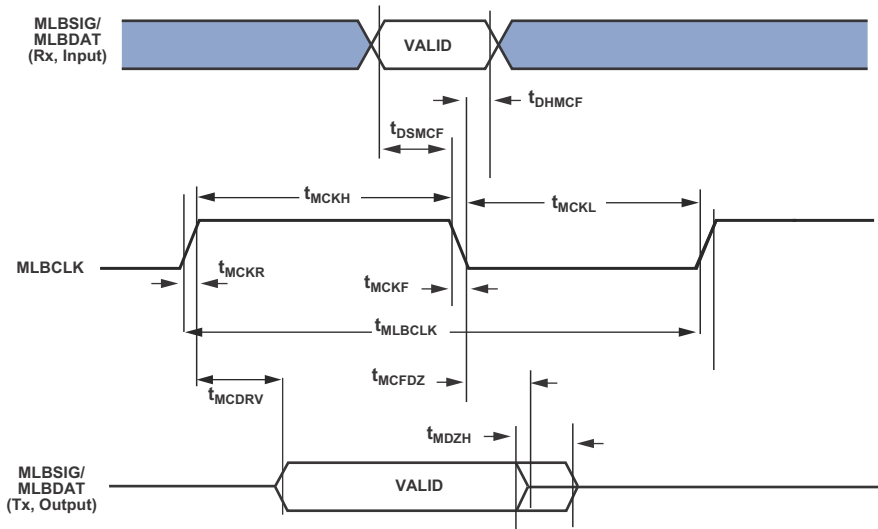 MLBSIG/
MLBDAT
(Rx, Input)
VALID
tDHMCF
tDSMCF
tMCKH
tMCKL
MLBCLK
tMCKR
tMCKF
tMLBCLK
tMCFDZ
tMCDRV
tMDZH
MLBSIG/
MLBDAT
(Tx, Output)
VALID